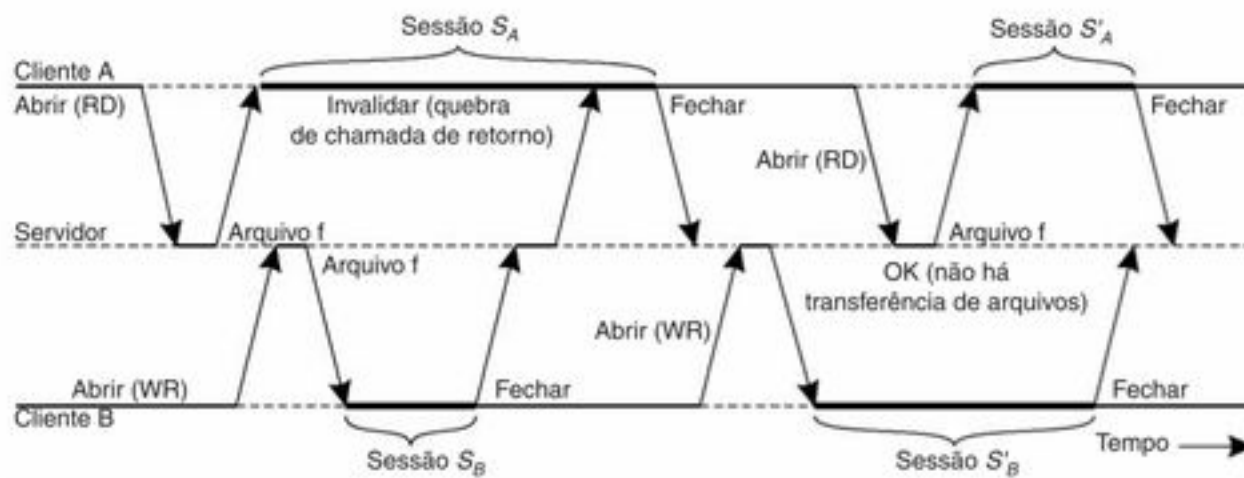 Sessão S_A
Sessão S'_A
Cliente A
Abrir (RD)
Invalidar (quebra
de chamada de retorno)
Fechar
Abrir (RD)
Fechar
Servidor
Arquivo f
Arquivo f
Arquivo f
OK (não há
transferência de arquivos)
Abrir (WR)
Abrir (WR)
Fechar
Fechar
Cliente B
Tempo
Sessão S_B
Sessão S'_B